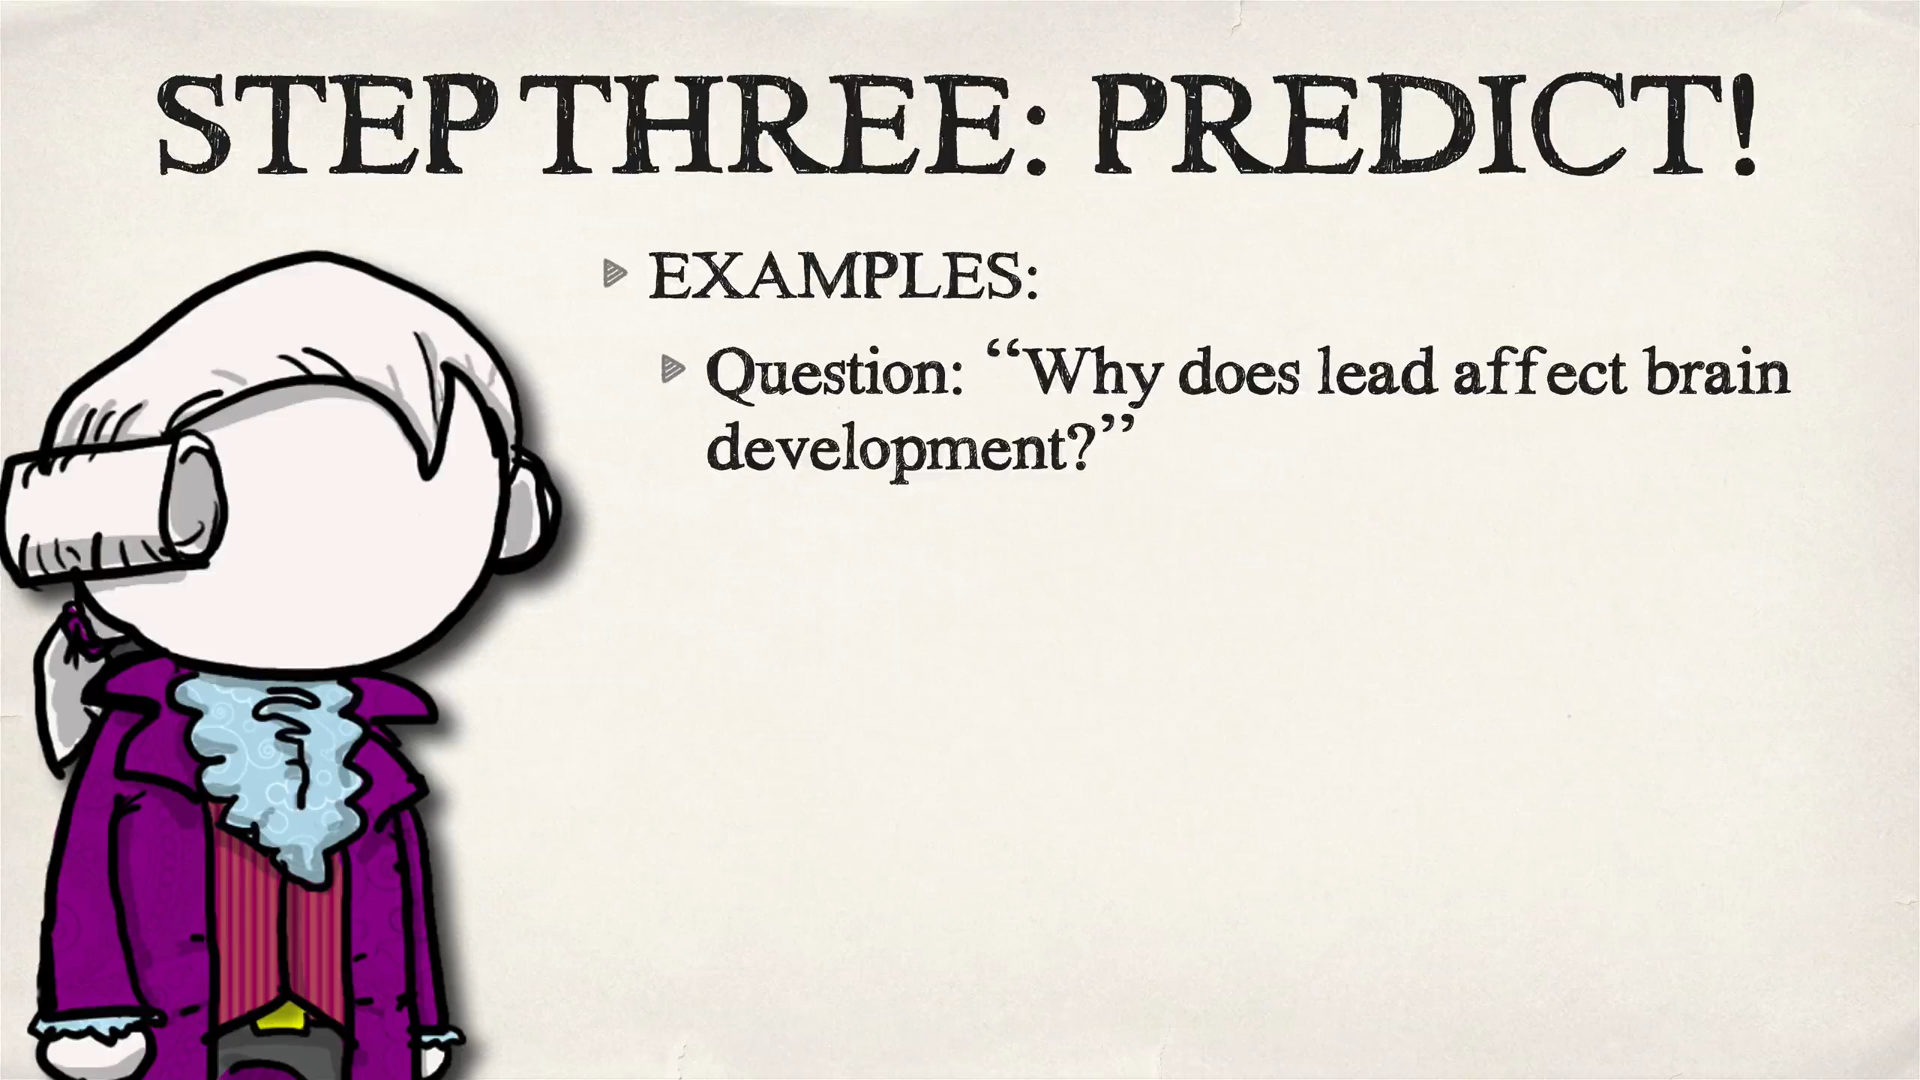 STEP THREE: PREDICT!
EXAMPLES:
Question: “Why does lead affect brain
development?”